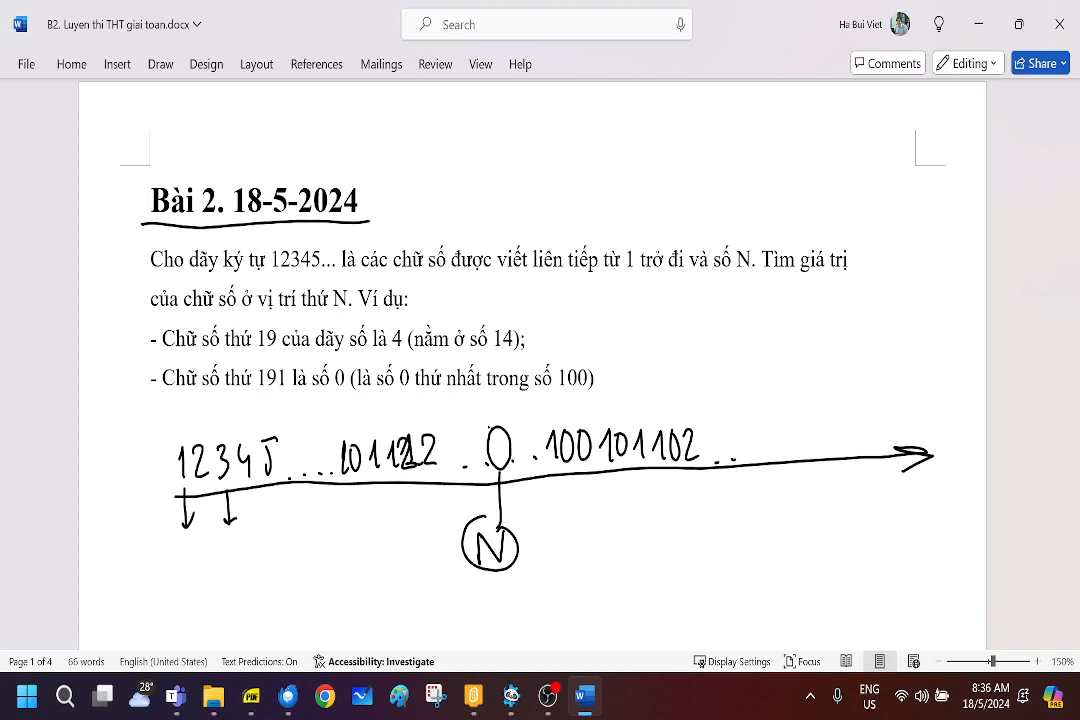 B2. Luyen thi THT giai toan.docx
Search
Ha Bui Viet
File Home Insert Draw Design Layout References Mailings Review View Help
Comments Editing Share
Bài 2. 18-5-2024
Cho dãy ký tự 12345... là các chữ số được viết liên tiếp từ 1 trở đi và số N. Tìm giá trị
của chữ số ở vị trí thứ N. Ví dụ:
- Chữ số thứ 19 của dãy số là 4 (nằm ở số 14);
- Chữ số thứ 191 là số 0 (là số 0 thứ nhất trong số 100)
12345 ... 101112 .. 0 . . 100101102 ..
N
Page 1 of 4 66 words English (United States) Text Predictions: On Accessibility: Investigate Display Settings Focus 150%
28° PDF ENG 8:36 AM
US 18/5/2024 PRE